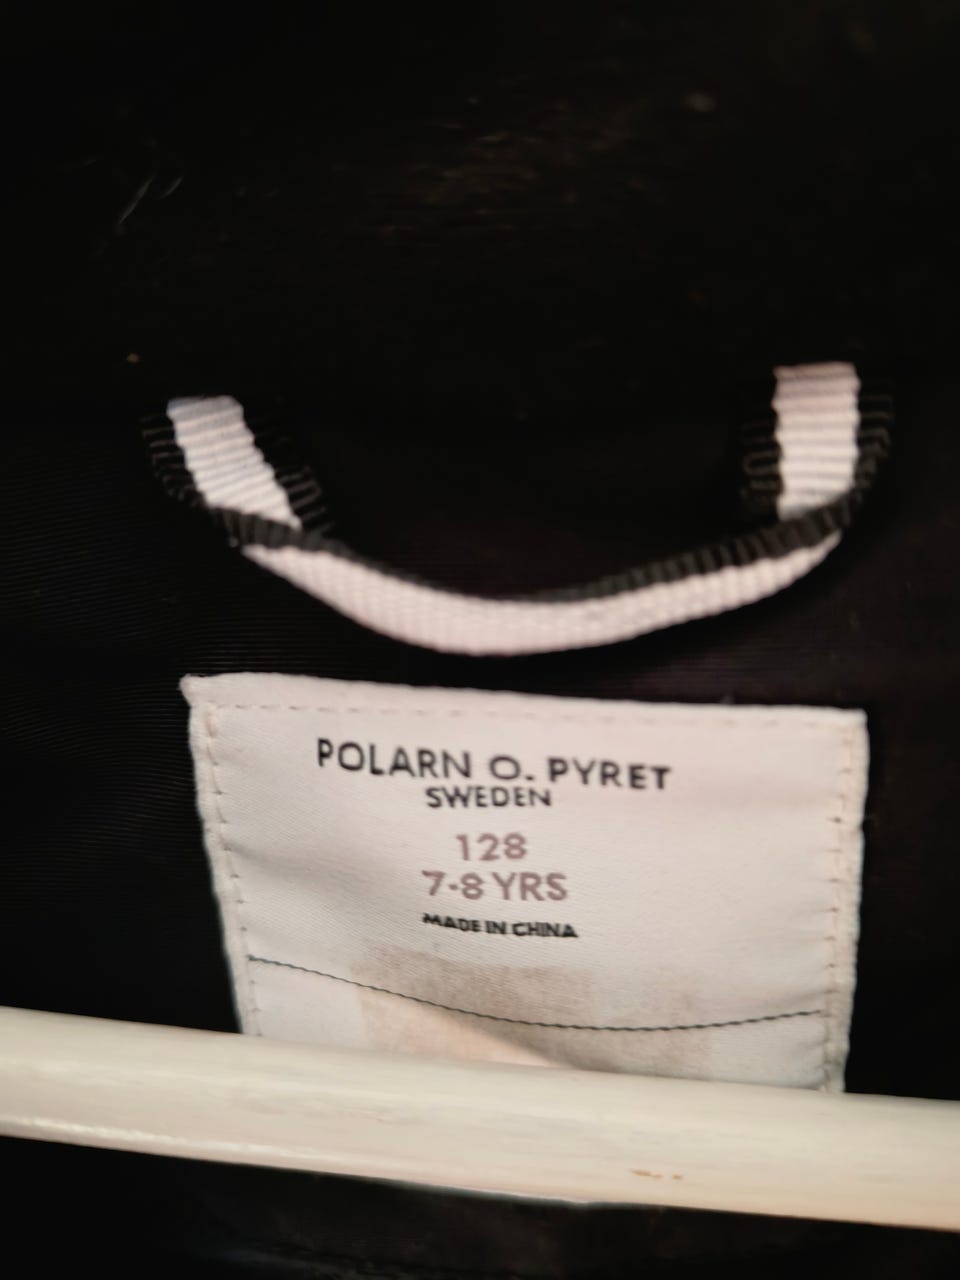 POLARN O. PYRET
SWEDEN
128
7-8 YRS
MADE IN CHINA